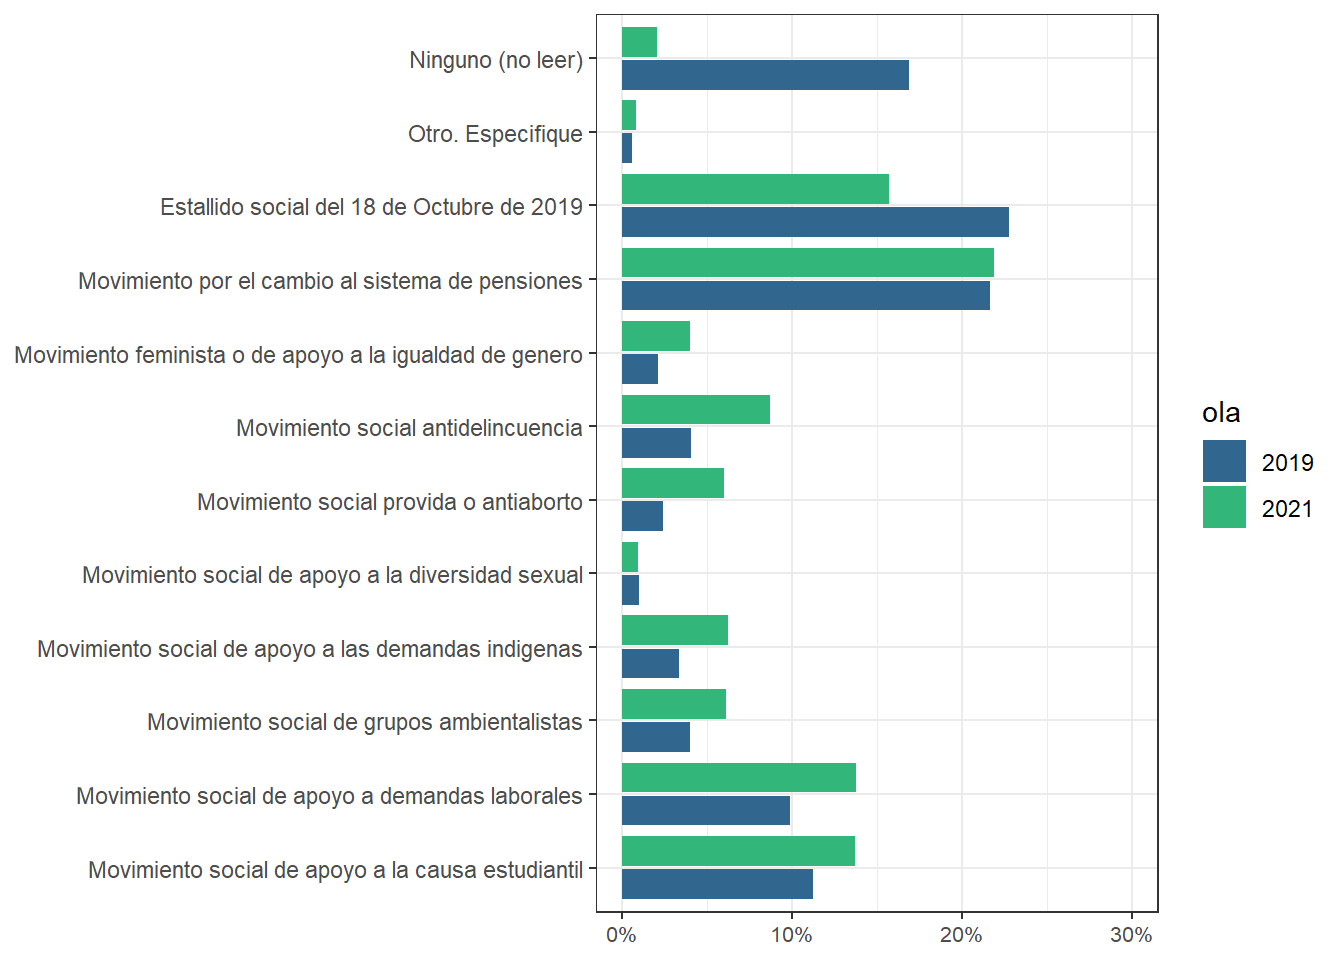 Ninguno (no leer)
Otro. Especifique
Estallido social del 18 de Octubre de 2019
Movimiento por el cambio al sistema de pensiones
Movimiento feminista o de apoyo a la igualdad de genero
Movimiento social antidelincuencia
Movimiento social provida o antiaborto
Movimiento social de apoyo a la diversidad sexual
Movimiento social de apoyo a las demandas indigenas
Movimiento social de grupos ambientalistas
Movimiento social de apoyo a demandas laborales
Movimiento social de apoyo a la causa estudiantil
0% 10% 20% 30%
ola
2019
2021